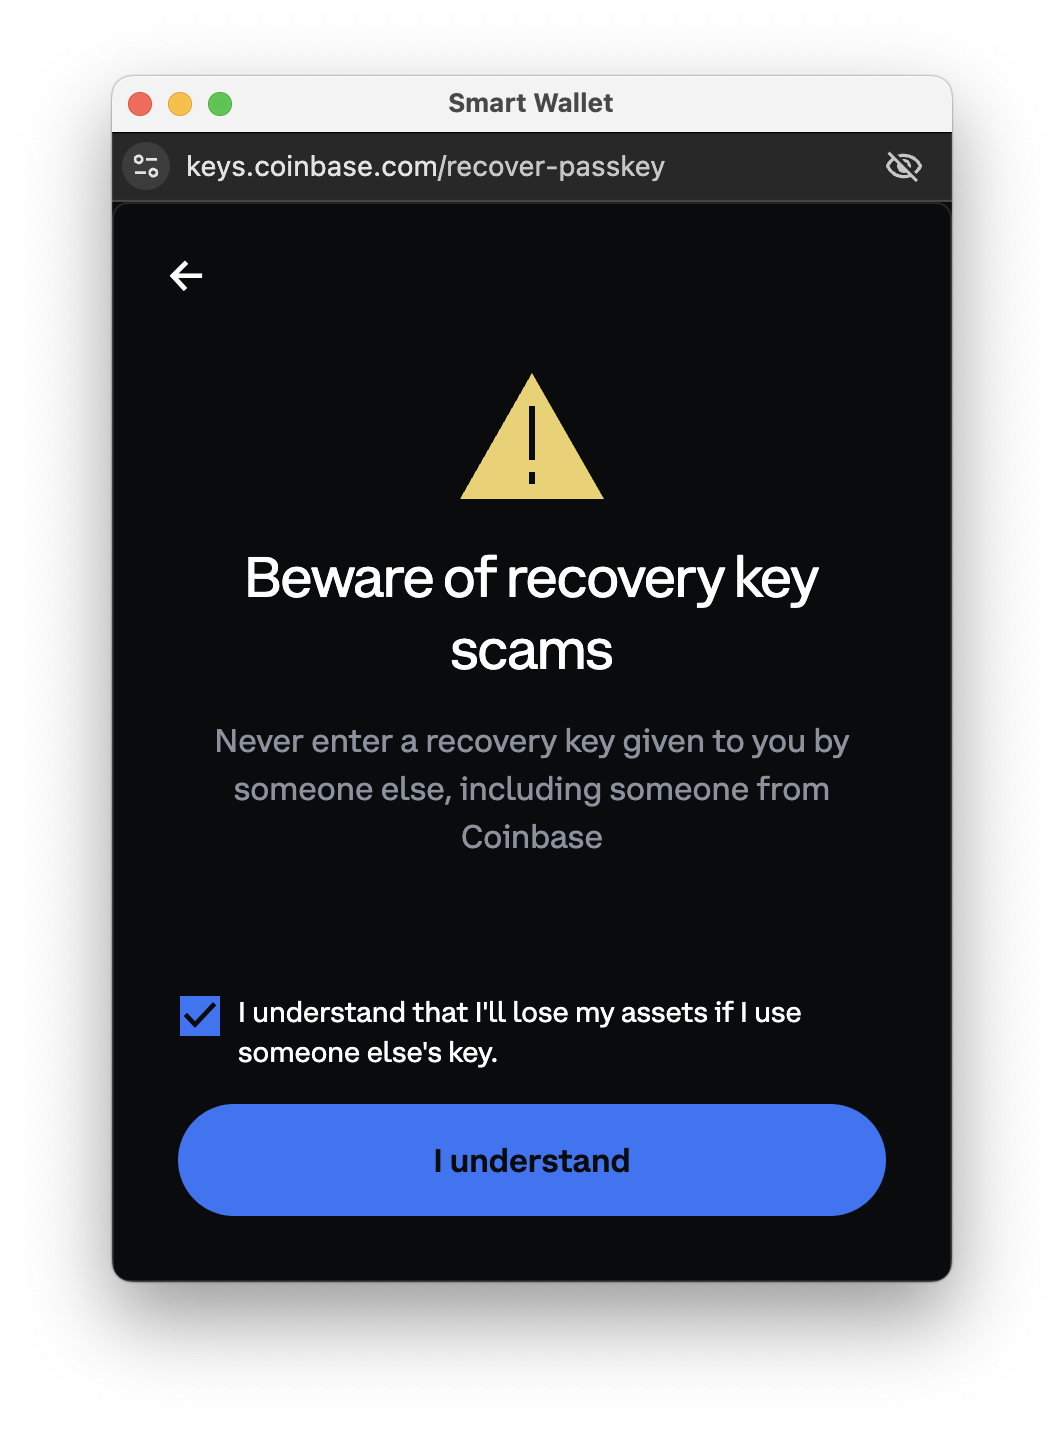 Smart Wallet
keys.coinbase.com/recover-passkey
Beware of recovery key
scams
Never enter a recovery key given to you by
someone else, including someone from
Coinbase
I understand that I'll lose my assets if I use
someone else's key.
I understand